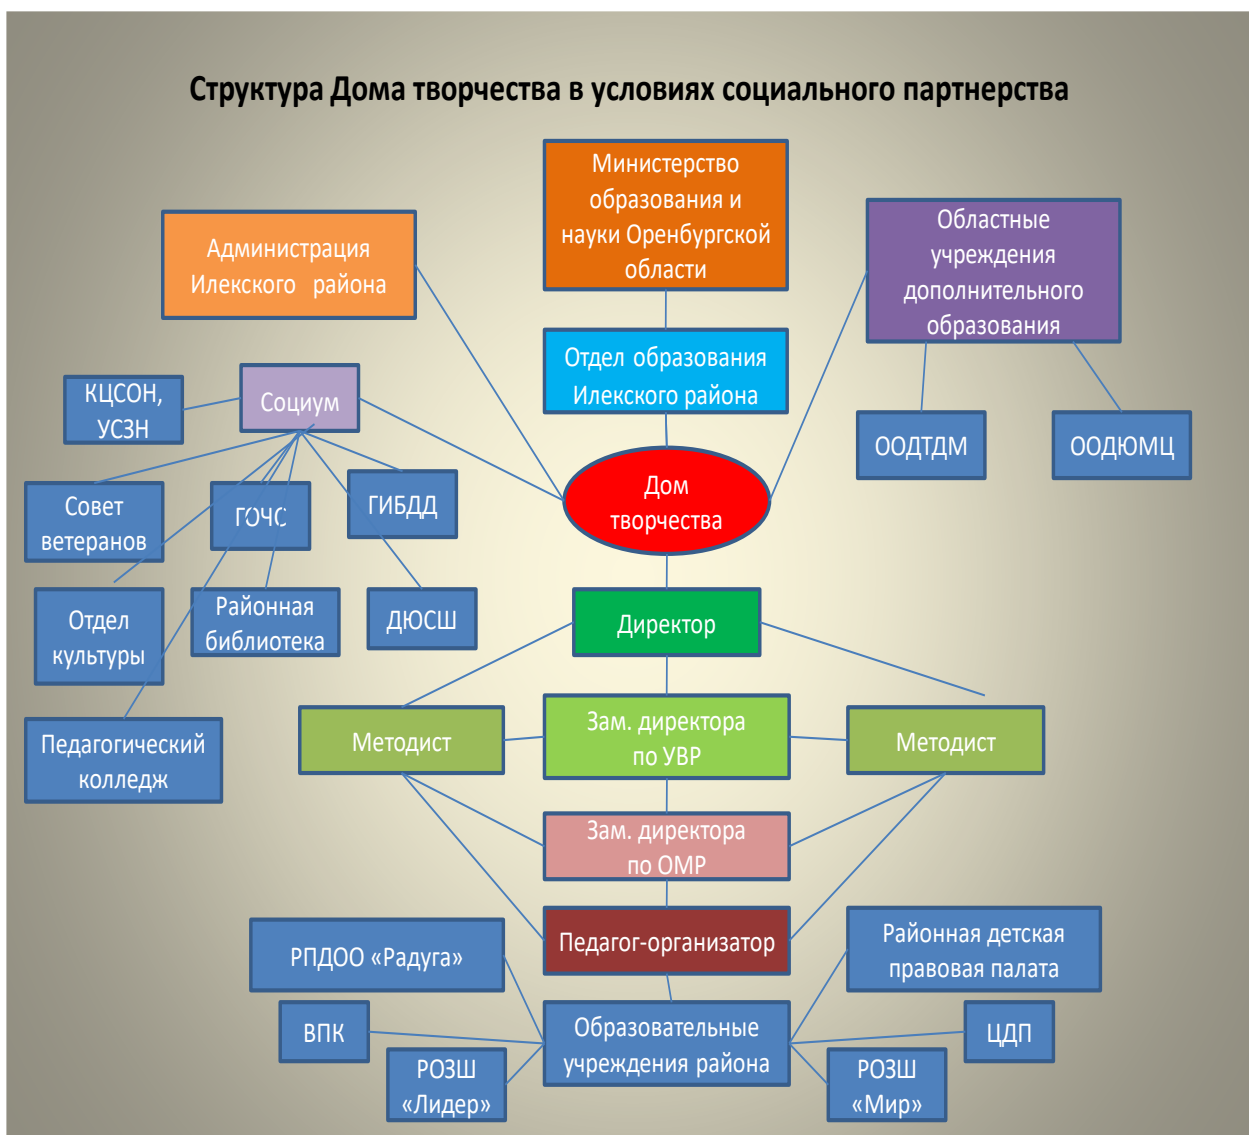 Структура Дома творчества в условиях социального партнерства
Министерство
образования и
науки Оренбургской
области
Администрация
Илекского района
Областные
учреждения
дополнительного
образования
Отдел образования
Илекского района
Социум
КЦСОН,
УСЗН
ООДТДМ
ООДЮМЦ
Дом
творчества
Совет
ветеранов
ГОЧС
ГИБДД
Отдел
культуры
Районная
библиотека
ДЮСШ
Директор
Педагогический
колледж
Методист
Зам. директора
по УВР
Методист
Зам. директора
по ОМР
Педагог-организатор
РПДОО «Радуга»
Районная детская
правовая палата
ВПК
Образовательные
учреждения района
ЦДП
РОЗШ
«Лидер»
РОЗШ
«Мир»